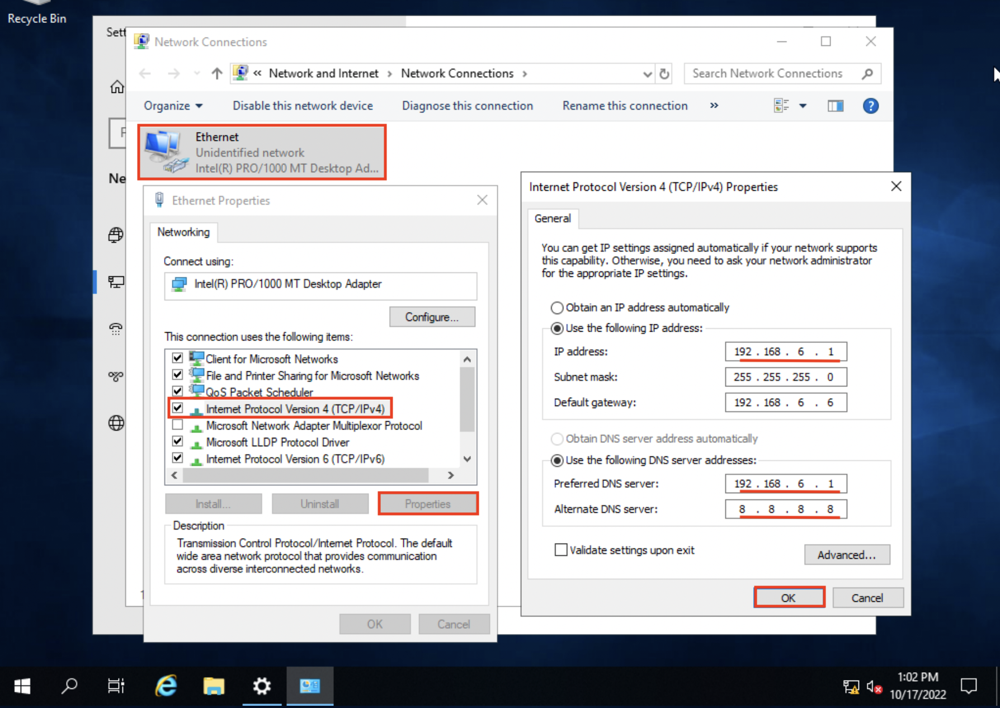 Recycle Bin
Sett
Network Connections
« Network and Internet > Network Connections >
Search Network Connections
Organize
Disable this network device
Diagnose this connection
Rename this connection
»
Ethernet
Unidentified network
Intel(R) PRO/1000 MT Desktop Ad...
Ne
Ethernet Properties
Networking
Connect using:
Intel(R) PRO/1000 MT Desktop Adapter
Configure...
This connection uses the following items:
Client for Microsoft Networks
File and Printer Sharing for Microsoft Networks
QoS Packet Scheduler
Internet Protocol Version 4 (TCP/IPv4)
Microsoft Network Adapter Multiplexor Protocol
Microsoft LLDP Protocol Driver
Internet Protocol Version 6 (TCP/IPv6)
Install...
Uninstall
Properties
Description
Transmission Control Protocol/Internet Protocol. The default
wide area network protocol that provides communication
across diverse interconnected networks.
OK
Cancel
Internet Protocol Version 4 (TCP/IPv4) Properties
General
You can get IP settings assigned automatically if your network supports
this capability. Otherwise, you need to ask your network administrator
for the appropriate IP settings.
Obtain an IP address automatically
Use the following IP address:
IP address:
192 . 168 . 6 . 1
Subnet mask:
255 . 255 . 255 . 0
Default gateway:
192 . 168 . 6 . 6
Obtain DNS server address automatically
Use the following DNS server addresses:
Preferred DNS server:
192 . 168 . 6 . 1
Alternate DNS server:
8 . 8 . 8 . 8
Validate settings upon exit
Advanced...
OK
Cancel
1:02 PM
10/17/2022